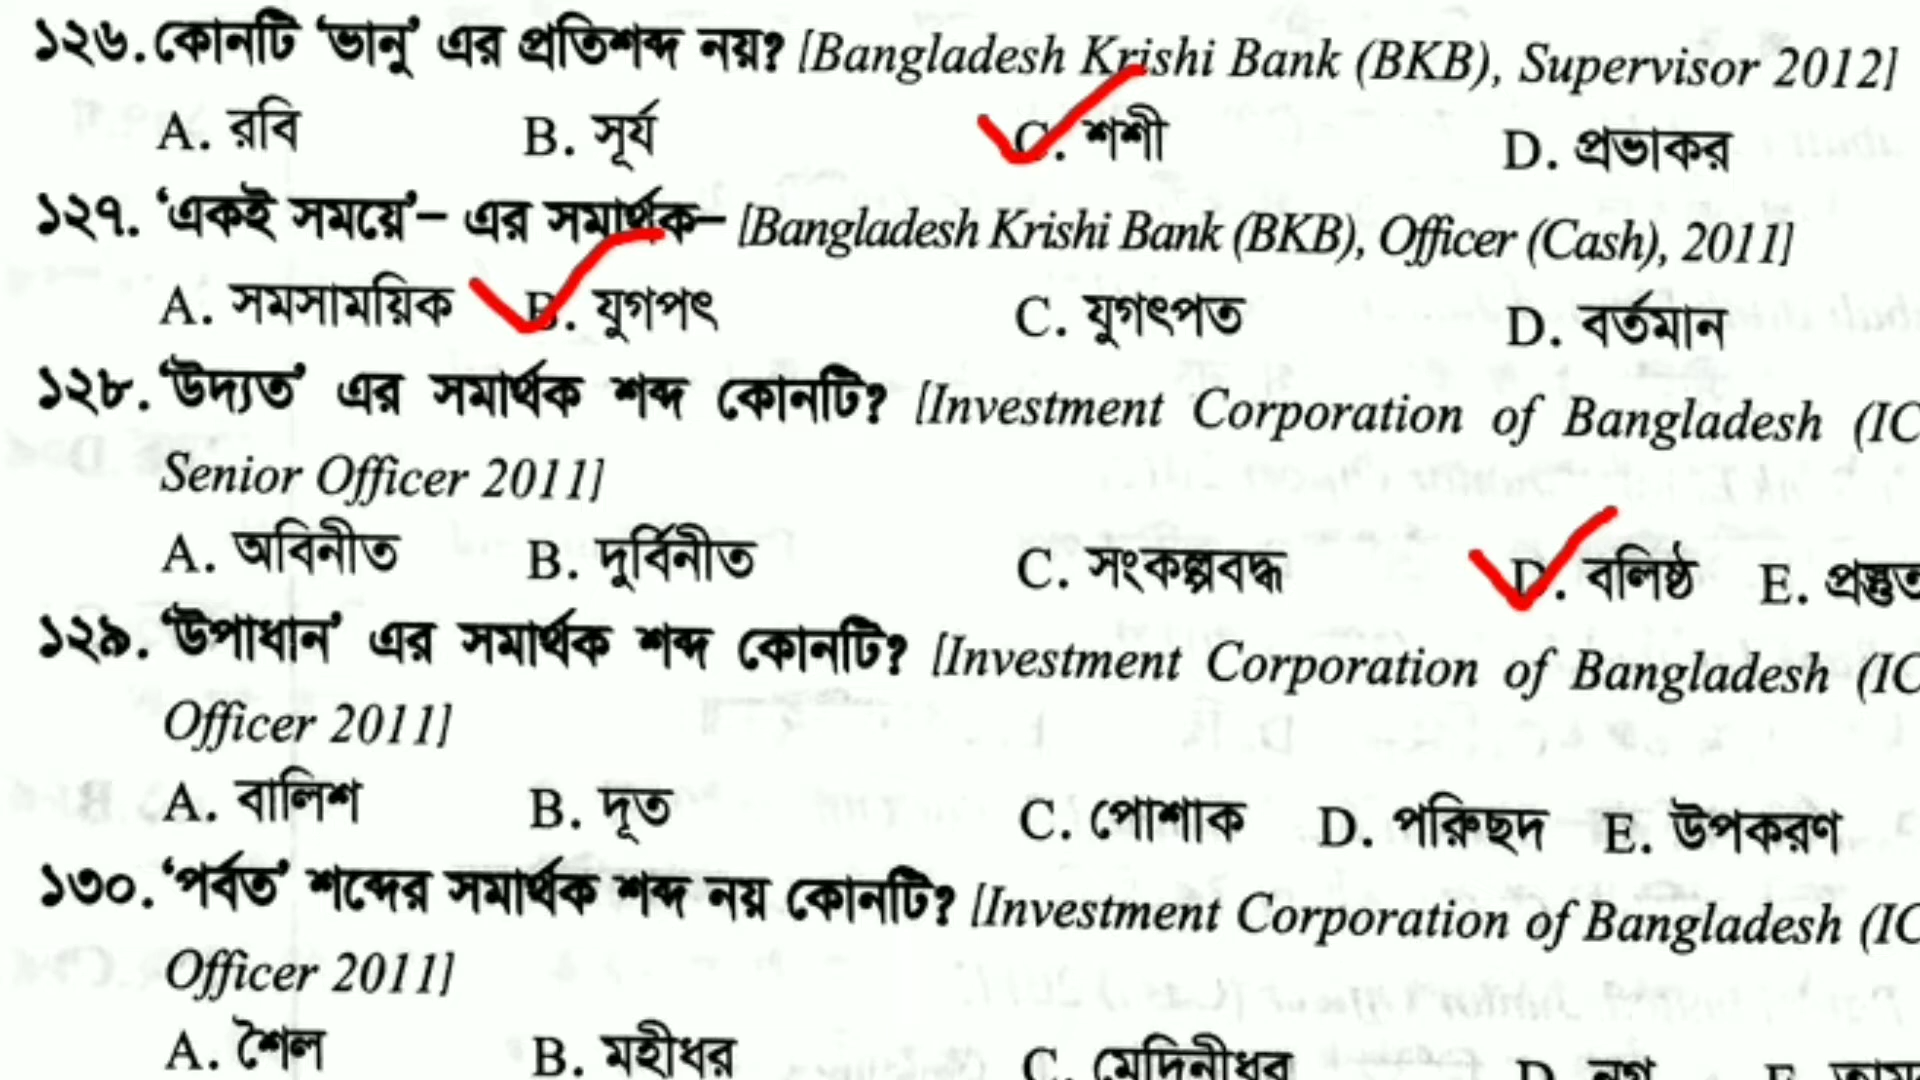 ১২৬. কোনটি ‘ভানু’ এর প্রতিশব্দ নয়? [Bangladesh Krishi Bank (BKB), Supervisor 2012]
A. রবি B. সূর্য C. শশী D. প্রভাকর
১২৭. ‘একই সময়ে’– এর সমার্থক– [Bangladesh Krishi Bank (BKB), Officer (Cash), 2011]
A. সমসাময়িক B. যুগপৎ C. যুগৎপত D. বর্তমান
১২৮. ‘উদ্যত’ এর সমার্থক শব্দ কোনটি? [Investment Corporation of Bangladesh (IC
Senior Officer 2011]
A. অবিনীত B. দুর্বিনীত C. সংকল্পবদ্ধ D. বলিষ্ঠ E. প্রস্তুত
১২৯. ‘উপাধান’ এর সমার্থক শব্দ কোনটি? [Investment Corporation of Bangladesh (IC
Officer 2011]
A. বালিশ B. দূত C. পোশাক D. পরিচ্ছদ E. উপকরণ
১৩০. ‘পর্বত’ শব্দের সমার্থক শব্দ নয় কোনটি? [Investment Corporation of Bangladesh (IC
Officer 2011]
A. শৈল B. মহীধর C. মেদিনীধর D. নগ E.